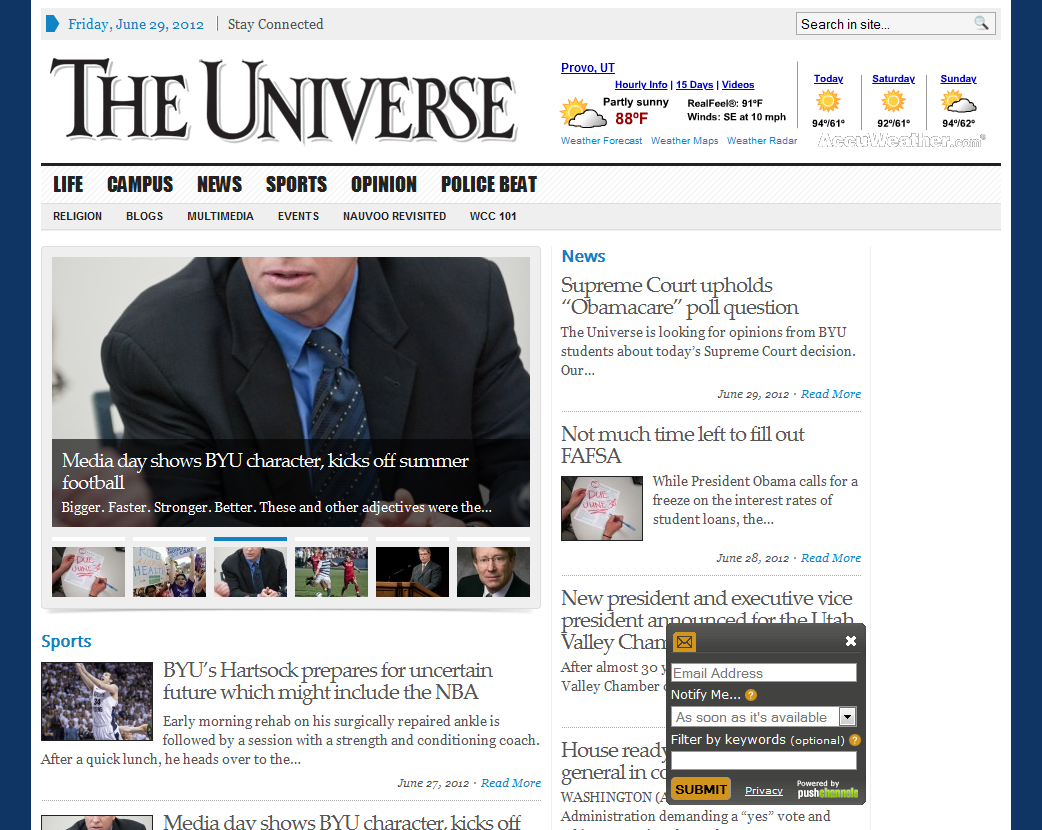 Friday, June 29, 2012 | Stay Connected
Search in site...
THE UNIVERSE
Provo, UT
Hourly Info | 15 Days | Videos
Partly sunny
88°F
RealFeel®: 91°F
Winds: SE at 10 mph
Weather Forecast Weather Maps Weather Radar
Today
94°/61°
Saturday
92°/61°
Sunday
94°/62°
AccuWeather.com®
LIFE CAMPUS NEWS SPORTS OPINION POLICE BEAT
RELIGION BLOGS MULTIMEDIA EVENTS NAUVOO REVISITED WCC 101
Media day shows BYU character, kicks off summer
football
Bigger. Faster. Stronger. Better. These and other adjectives were the...
Sports
BYU's Hartsock prepares for uncertain
future which might include the NBA
Early morning rehab on his surgically repaired ankle is
followed by a session with a strength and conditioning coach.
After a quick lunch, he heads over to the...
June 27, 2012 · Read More
Media day shows BYU character, kicks off
News
Supreme Court upholds
“Obamacare” poll question
The Universe is looking for opinions from BYU
students about today's Supreme Court decision.
Our...
June 29, 2012 · Read More
Not much time left to fill out
FAFSA
DUE
JUNE
While President Obama calls for a
freeze on the interest rates of
student loans, the...
June 28, 2012 · Read More
New president and executive vice
president announced for the Utah
Valley Cham
After almost 30 y
Valley Chamber
House ready
general in co
WASHINGTON (A
Administration demanding a “yes” vote and
Email Address
Notify Me... ?
As soon as it's available
Filter by keywords (optional) ?
SUBMIT Privacy
Powered by
pushchannels